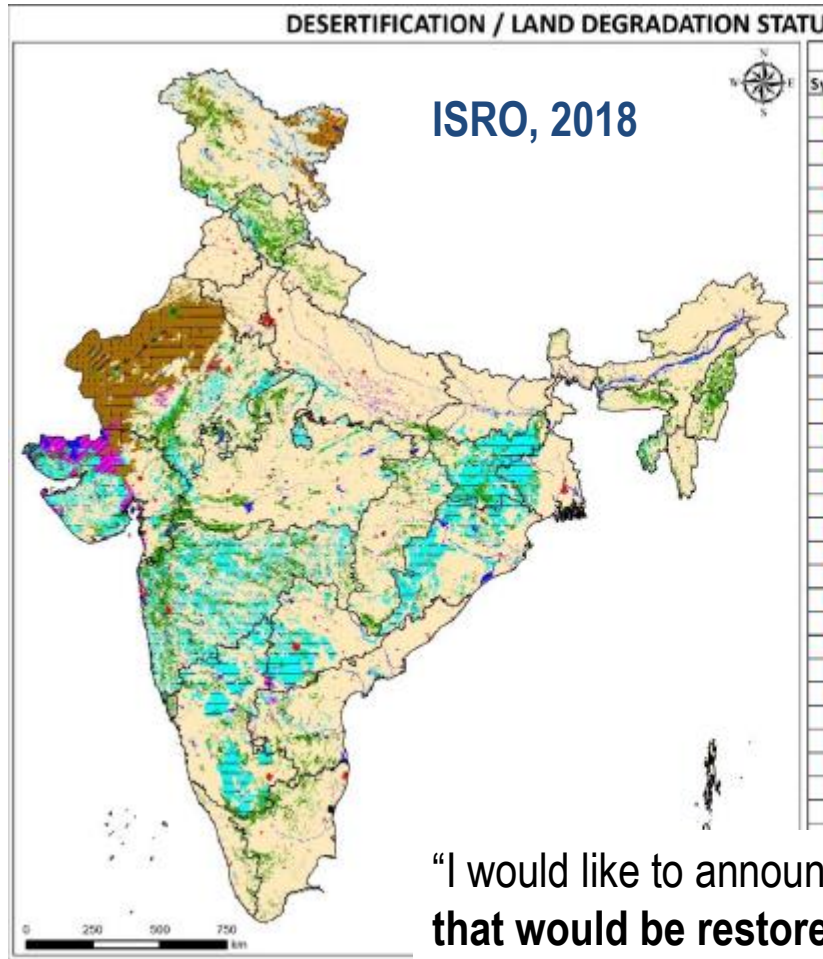 DESERTIFICATION / LAND DEGRADATION STATU
N
W E
S
Sy
ISRO, 2018
“I would like to announ
that would be restore
0 250 500 750
km